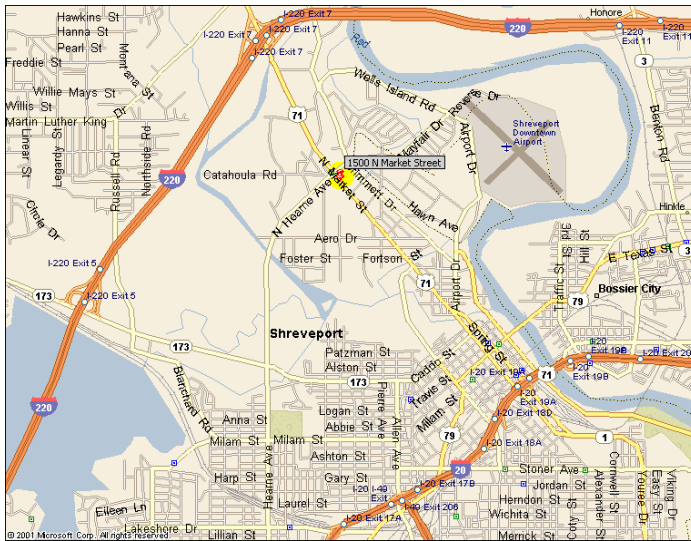 Hawkins St
Hanna St
Pearl St
Freddie St
Montana St
Willie Mays St
Willis St
Martin Luther King Dr
Linear St
Legardy St
Russell Rd
Northside Rd
I-220 Exit 7
I-220 Exit 7
I-220 Exit 7
220
Honore
I-220 Exit 11
I-220 Exit 11
3
Red
71
Wells Island Rd
Mayfair Dr
Revere Dr
Airport Dr
Shreveport
Downtown
Airport
Benton Rd
220
Catahoula Rd
1500 N Market Street
N Market St
N Hearne Ave
Grimmett Dr
Hawn Ave
Aero Dr
Foster St
Fortson St
Hinkle
3rd St
Hill St
E Texas St
3
Traffic St
79
Bossier City
I-220 Exit 5
I-220 Exit 5
173
71
Airport Dr
Shreveport
Spring St
173
Patzman St
Alston St
173
Caddo St
Travis St
Milam St
I-20 Exit 19B
I-20 Exit 20
I-20
Exit 19B
71
I-20
Exit 19A
I-20 Exit 18D
I-20 Exit 18A
220
Blanchard Rd
Logan St
Abbie St
Pierre Ave
Allen Ave
Anna St
Milam St
Milam St
79
1
Ashton St
Harp St
Gary St
20
I-20 Exit 17B
Stoner Ave
Jordan St
Herndon St
Wichita St
Merrick St
Coty St
Alexander St
Cornwell St
Youree Dr
Easy St
Viking Dr
Hearne
Laurel St
Eileen Ln
Lakeshore Dr
Lillian St
I-20 I-49
Exit
I-49 Exit 206
I-20 Exit 17A
© 2001 Microsoft Corp. All rights reserved.